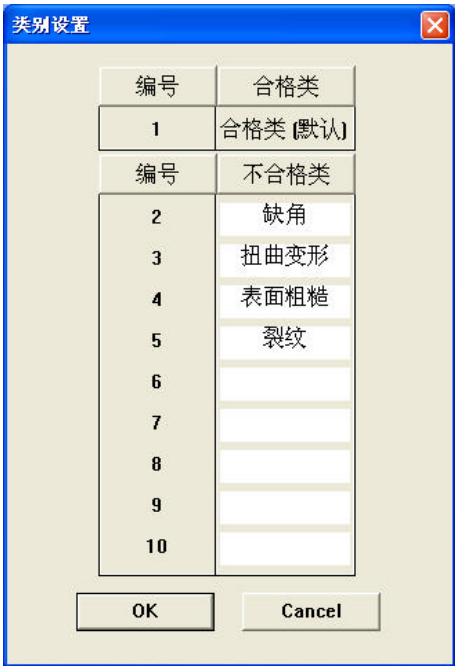 类别设置
编号 合格类
1 合格类 (默认)
编号 不合格类
2 缺角
3 扭曲变形
4 表面粗糙
5 裂纹
6
7
8
9
10
OK Cancel